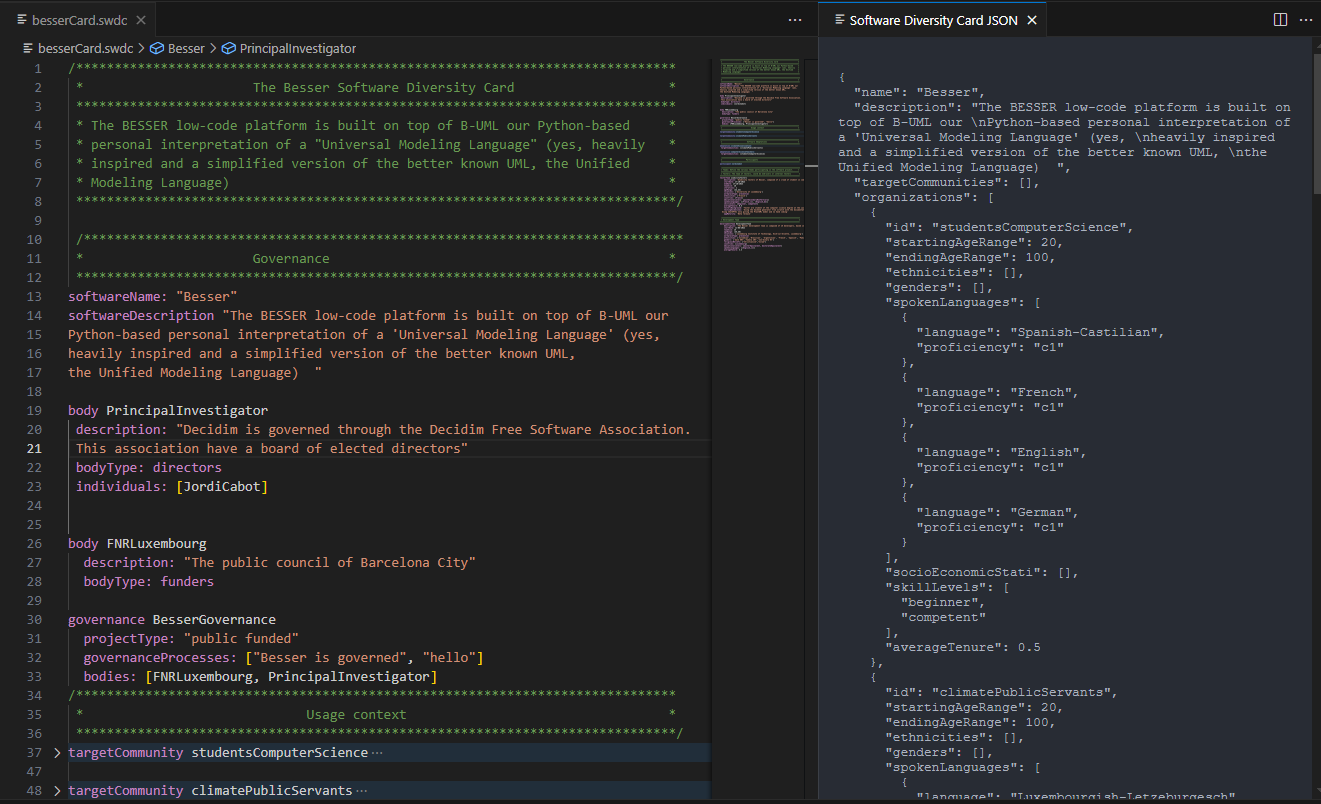 besserCard.swdc
besserCard.swdc > Besser > PrincipalInvestigator
1 /******************************************************************************
2 * The Besser Software Diversity Card *
3 ******************************************************************************
4 * The BESSER low-code platform is built on top of B-UML our Python-based *
5 * personal interpretation of a "Universal Modeling Language" (yes, heavily *
6 * inspired and a simplified version of the better known UML, the Unified *
7 * Modeling Language) *
8 ******************************************************************************/
9
10 /******************************************************************************
11 * Governance *
12 ******************************************************************************/
13 softwareName: "Besser"
14 softwareDescription "The BESSER low-code platform is built on top of B-UML our
15 Python-based personal interpretation of a 'Universal Modeling Language' (yes,
16 heavily inspired and a simplified version of the better known UML,
17 the Unified Modeling Language) "
18
19 body PrincipalInvestigator
20 description: "Decidim is governed through the Decidim Free Software Association.
21 This association have a board of elected directors"
22 bodyType: directors
23 individuals: [JordiCabot]
24
25
26 body FNRLuxembourg
27 description: "The public council of Barcelona City"
28 bodyType: funders
29
30 governance BesserGovernance
31 projectType: "public funded"
32 governanceProcesses: ["Besser is governed", "hello"]
33 bodies: [FNRLuxembourg, PrincipalInvestigator]
34 /******************************************************************************
35 * Usage context *
36 ******************************************************************************/
37 > targetCommunity studentsComputerScience ···
47
48 > targetCommunity climatePublicServants ···
Software Diversity Card JSON
{
"name": "Besser",
"description": "The BESSER low-code platform is built on
top of B-UML our \nPython-based personal interpretation of
a 'Universal Modeling Language' (yes, \nheavily inspired
and a simplified version of the better known UML, \nthe
Unified Modeling Language) ",
"targetCommunities": [],
"organizations": [
{
"id": "studentsComputerScience",
"startingAgeRange": 20,
"endingAgeRange": 100,
"ethnicities": [],
"genders": [],
"spokenLanguages": [
{
"language": "Spanish-Castilian",
"proficiency": "c1"
},
{
"language": "French",
"proficiency": "c1"
},
{
"language": "English",
"proficiency": "c1"
},
{
"language": "German",
"proficiency": "c1"
}
],
"socioEconomicStati": [],
"skillLevels": [
"beginner",
"competent"
],
"averageTenure": 0.5
},
{
"id": "climatePublicServants",
"startingAgeRange": 20,
"endingAgeRange": 100,
"ethnicities": [],
"genders": [],
"spokenLanguages": [
{
"language": "Luxembourgish-Letzeburgesch",